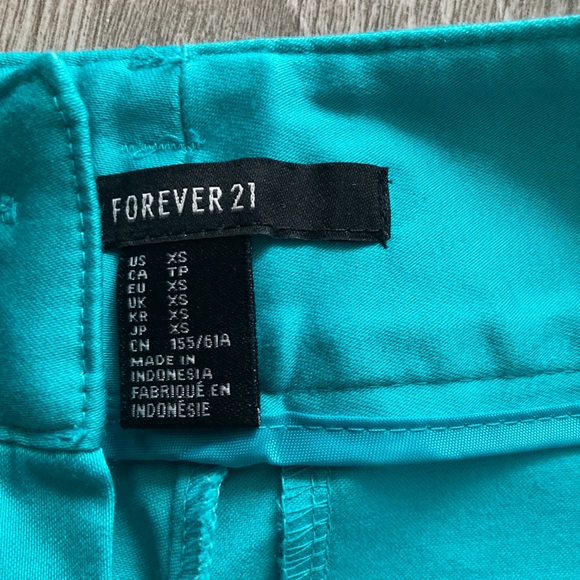 FOREVER 21
US XS
CA TP
EU XS
UK XS
KR XS
JP XS
CN 155/61A
MADE IN
INDONESIA
FABRIQUÉ EN
INDONÉSIE